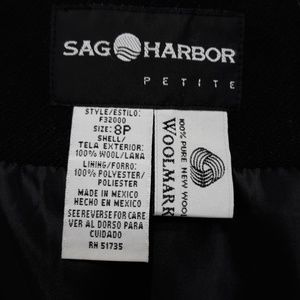 SAG HARBOR
PETITE
STYLE/ESTILO:
F32000
SIZE: 8P
SHELL/
TELA EXTERIOR:
100% WOOL/LANA
LINING/FORRO:
100% POLYESTER/
POLIESTER
MADE IN MEXICO
HECHO EN MEXICO
SEE REVERSE FOR CARE
VER AL DORSO PARA
CUIDADO
RN 51735
100% PURE NEW WOOL
WOOLMARK